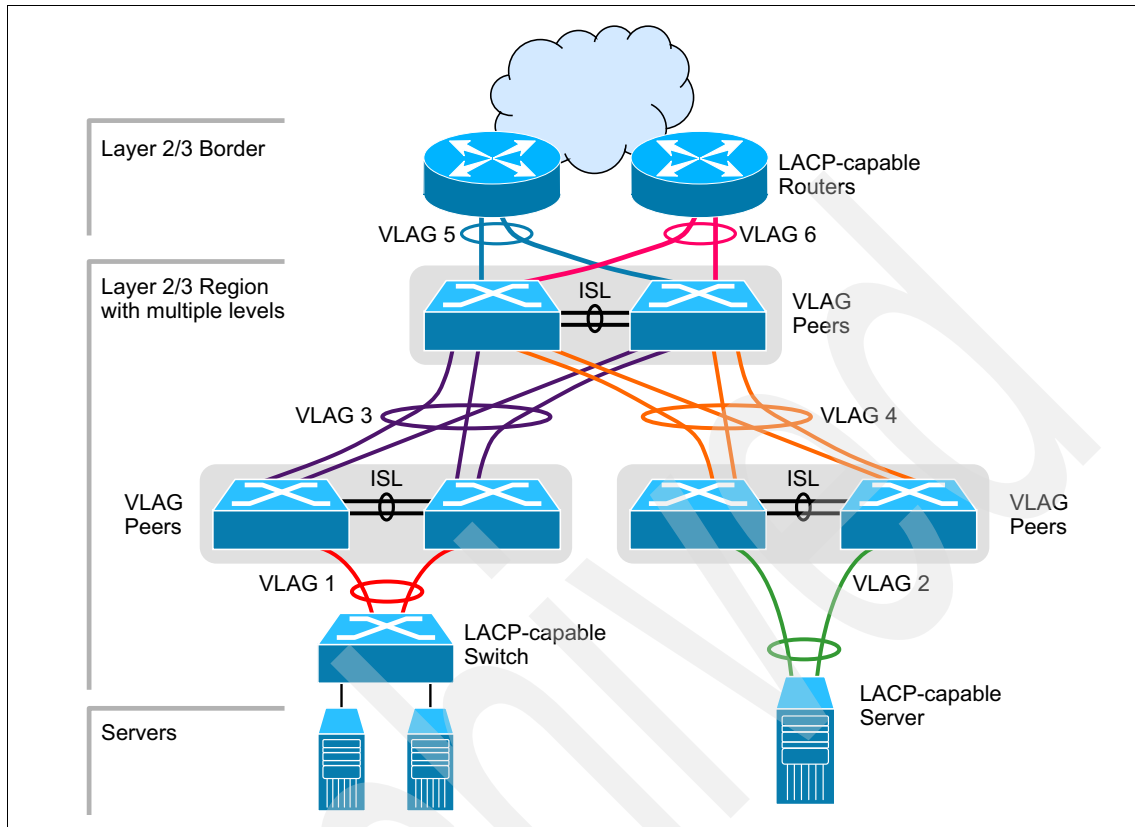 Layer 2/3 Border
LACP-capable
Routers
VLAG 5
VLAG 6
Layer 2/3 Region
with multiple levels
ISL
VLAG
Peers
VLAG 3
VLAG 4
VLAG
Peers
ISL
ISL
VLAG
Peers
VLAG 1
VLAG 2
LACP-capable
Switch
LACP-capable
Server
Servers